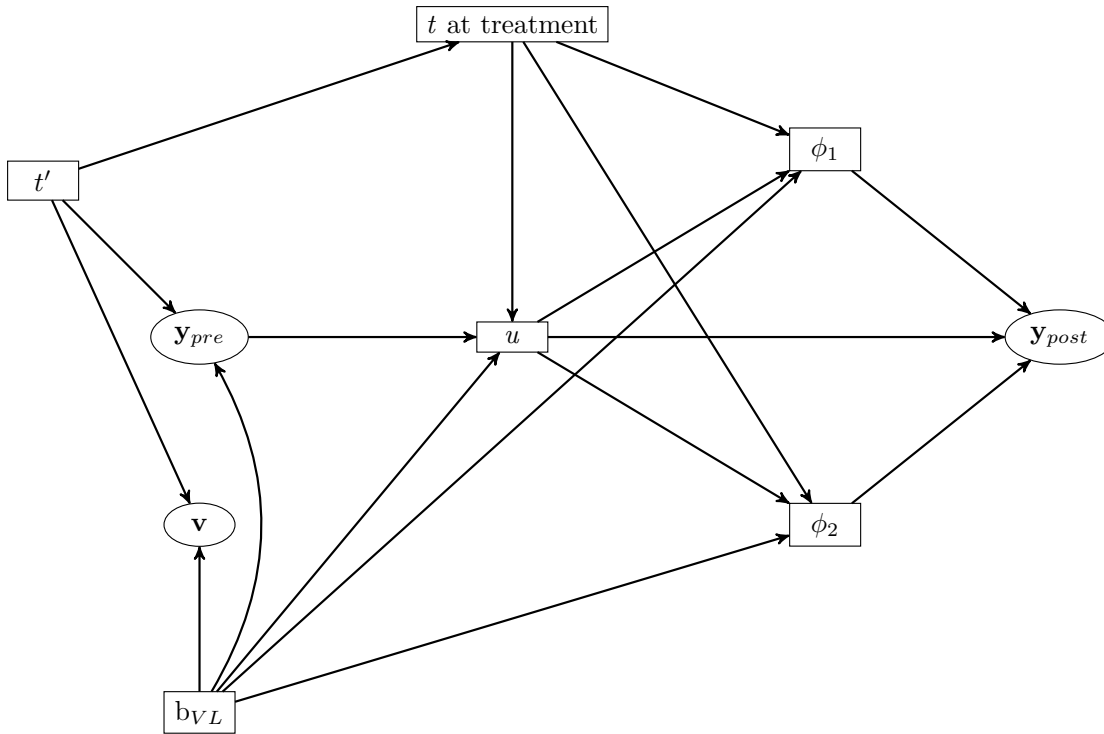 t at treatment
ϕ₁
t′
y_pre
u
y_post
v
ϕ₂
b_VL